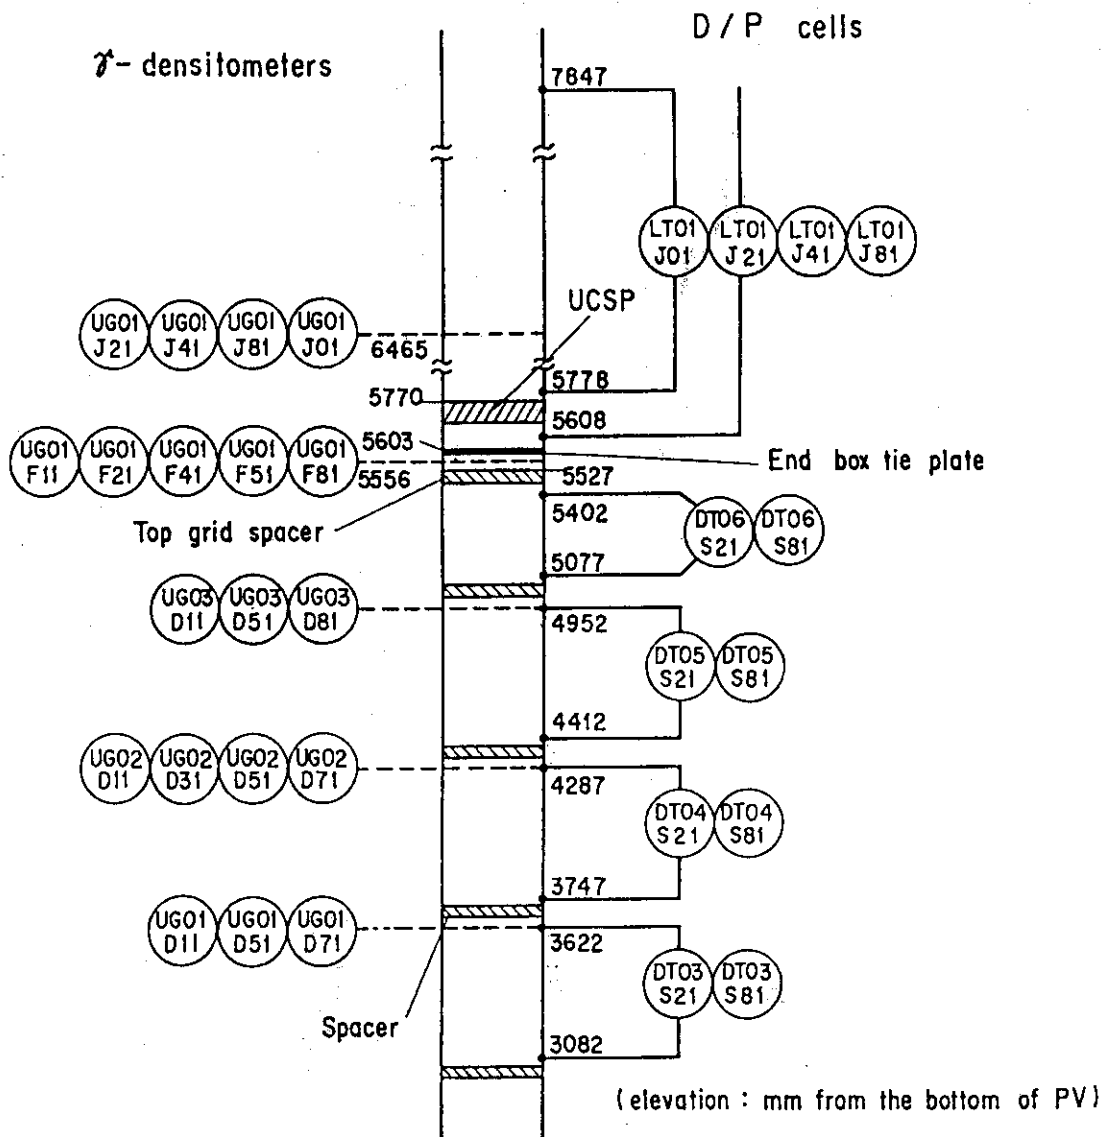 D/P cells
γ- densitometers
7847
LT01 LT01 LT01 LT01
J01 J21 J41 J81
UCSP
UG01 UG01 UG01 UG01
J21 J41 J81 J01
6465
5778
5770
5608
5603
UG01 UG01 UG01 UG01 UG01
F11 F21 F41 F51 F81
End box tie plate
5556
5527
Top grid spacer
5402
DT06 DT06
S21 S81
5077
UG03 UG03 UG03
D11 D51 D81
4952
DT05 DT05
S21 S81
4412
UG02 UG02 UG02 UG02
D11 D31 D51 D71
4287
DT04 DT04
S21 S81
3747
UG01 UG01 UG01
D11 D51 D71
3622
DT03 DT03
S21 S81
Spacer
3082
(elevation : mm from the bottom of PV)